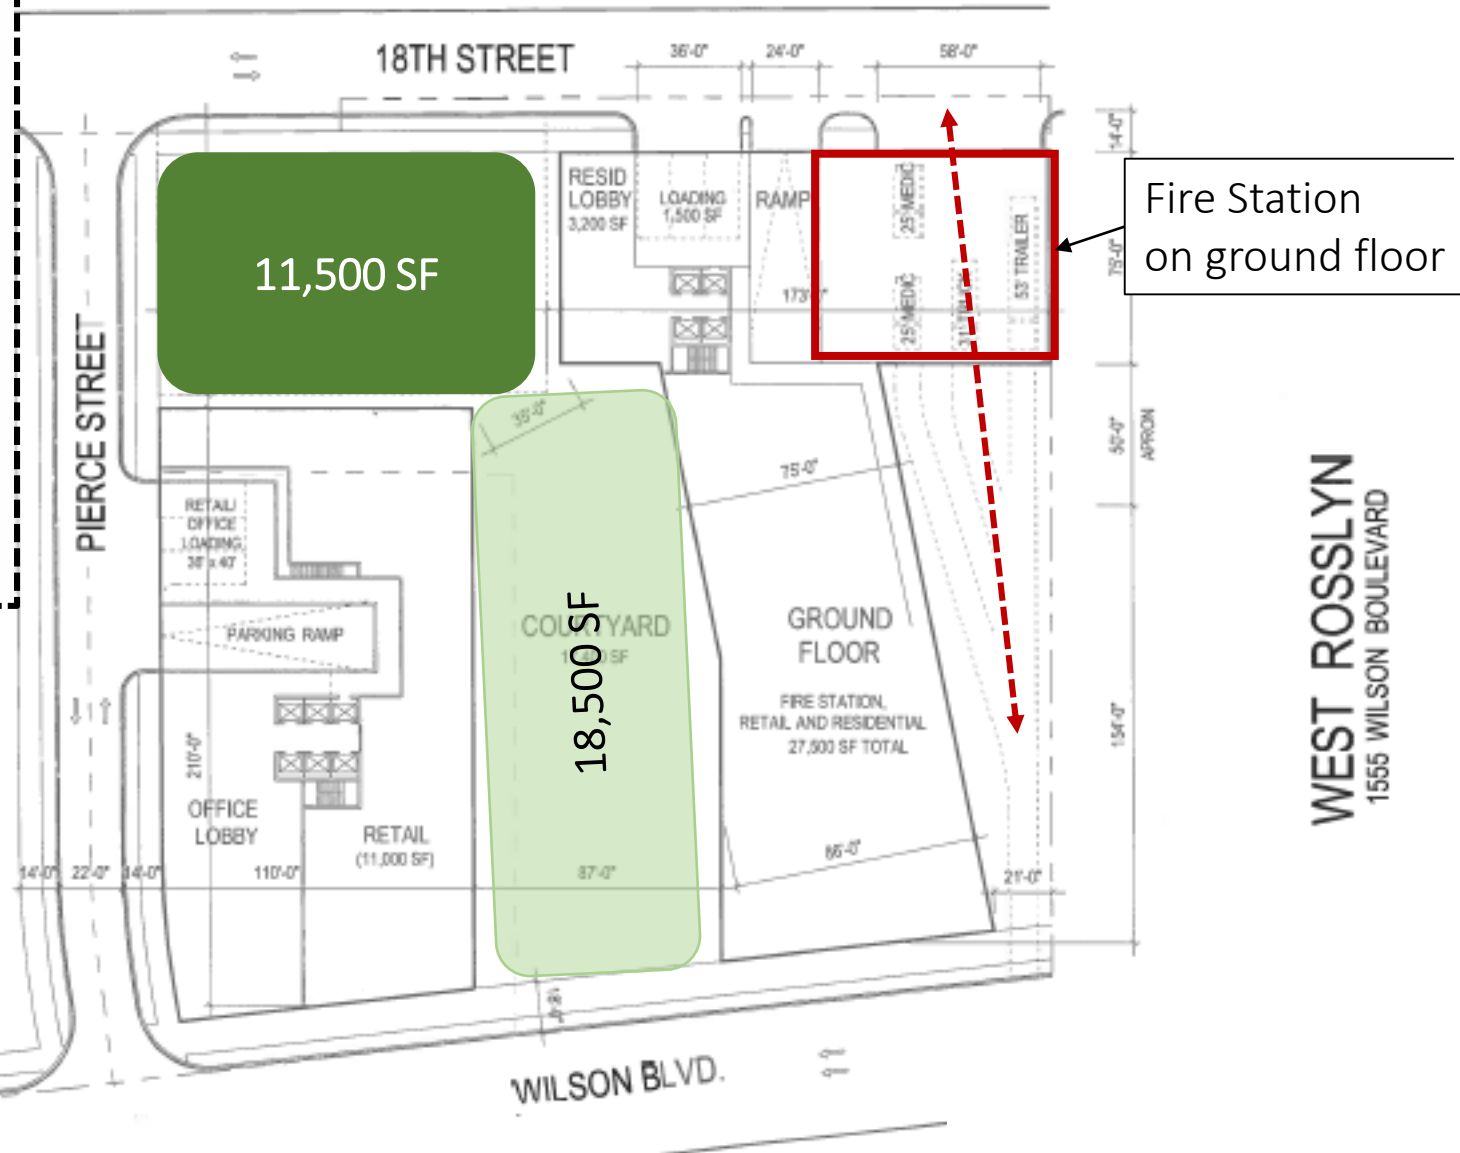 18TH STREET
36'-0"
24'-0"
58'-0"
14'-0"
RESID
LOBBY
3,200 SF
LOADING
1,500 SF
RAMP
25' MEDIC
25' MEDIC
53' TRAILER
Fire Station
on ground floor
75'-0"
11,500 SF
PIERCE STREET
35'-0"
75'-0"
50'-0"
APRON
RETAIL/
OFFICE
LOADING
PARKING RAMP
COURTYARD
18,500 SF
GROUND
FLOOR
FIRE STATION,
RETAIL AND RESIDENTIAL
27,500 SF TOTAL
WEST ROSSLYN
1555 WILSON BOULEVARD
154'-0"
210'-0"
OFFICE
LOBBY
RETAIL
(11,000 SF)
14'-0"
22'-0"
14'-0"
110'-0"
87'-0"
86'-0"
21'-0"
WILSON BLVD.